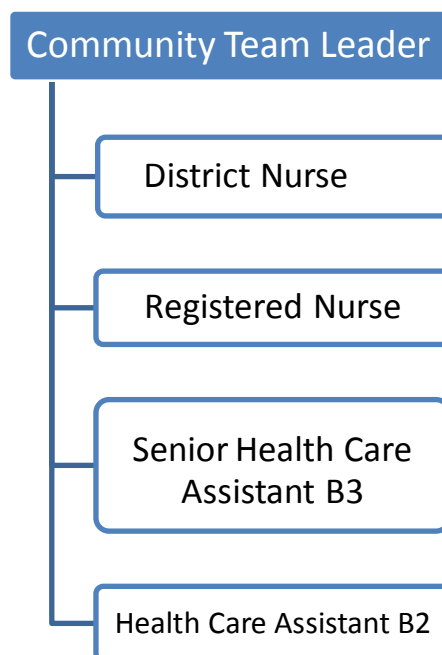 Community Team Leader
District Nurse
Registered Nurse
Senior Health Care
Assistant B3
Health Care Assistant B2